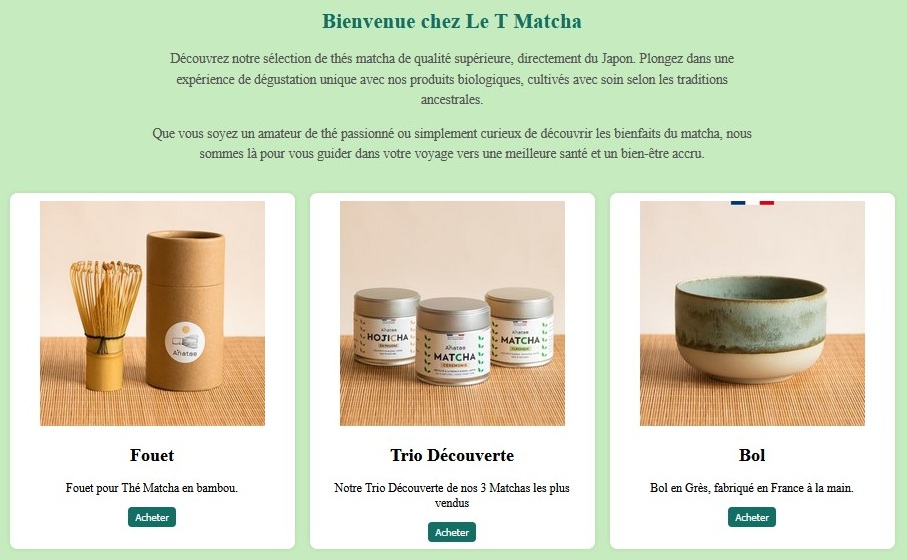 Bienvenue chez Le T Matcha
Découvrez notre sélection de thés matcha de qualité supérieure, directement du Japon. Plongez dans une
expérience de dégustation unique avec nos produits biologiques, cultivés avec soin selon les traditions
ancestrales.
Que vous soyez un amateur de thé passionné ou simplement curieux de découvrir les bienfaits du matcha, nous
sommes là pour vous guider dans votre voyage vers une meilleure santé et un bien-être accru.
Ahatae
Ahatae
HOJICHA
Ahatae
MATCHA
CEREMONIE
Ahatae
MATCHA
Fouet
Fouet pour Thé Matcha en bambou.
Acheter
Trio Découverte
Notre Trio Découverte de nos 3 Matchas les plus
vendus
Acheter
Bol
Bol en Grès, fabriqué en France à la main.
Acheter